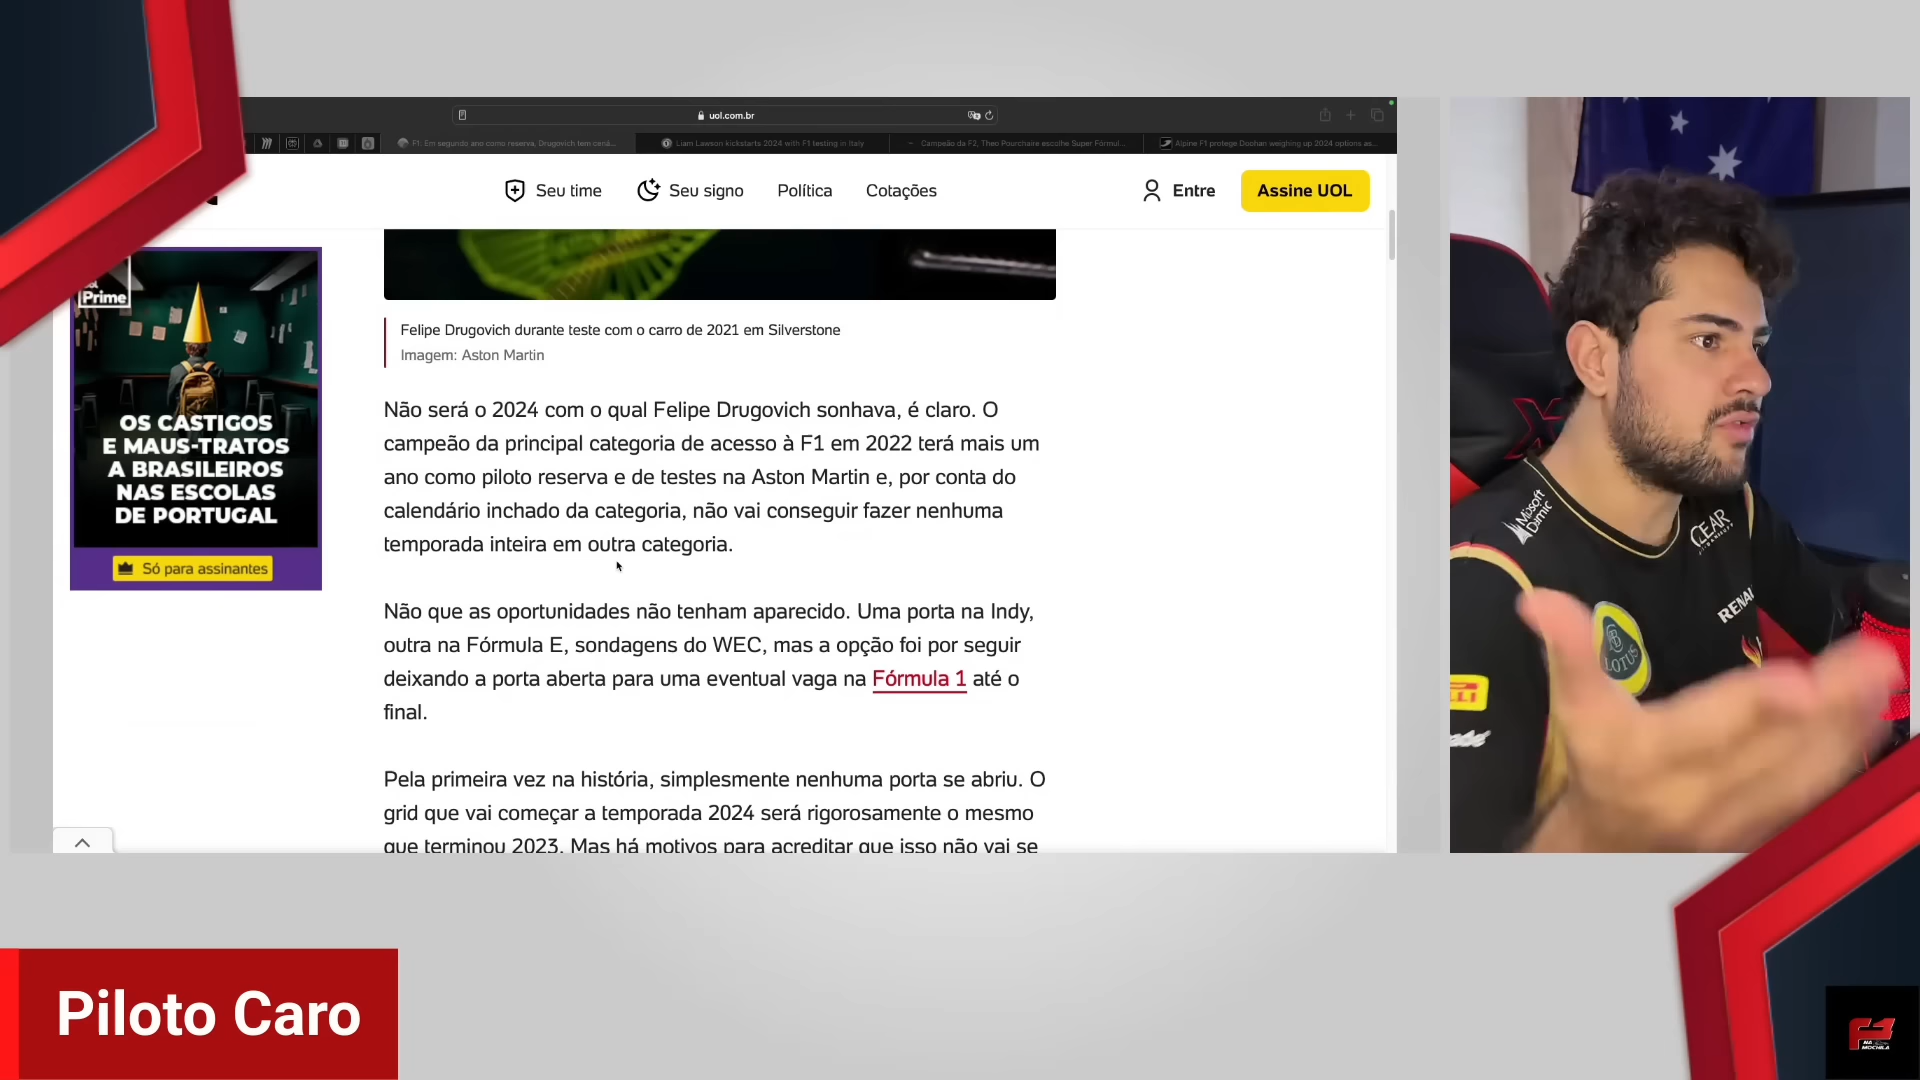 uol.com.br
F1: Em segundo ano como reserva, Drugovich tem cená...
Liam Lawson kickstarts 2024 with F1 testing in Italy
Campeão da F2, Theo Pourchaire escolhe Super Fórmul...
Alpine F1 protege Doohan weighing up 2024 options as...
Seu time
Seu signo
Política
Cotações
Entre
Assine UOL
Prime
OS CASTIGOS
E MAUS-TRATOS
A BRASILEIROS
NAS ESCOLAS
DE PORTUGAL
Só para assinantes
Felipe Drugovich durante teste com o carro de 2021 em Silverstone
Imagem: Aston Martin
Não será o 2024 com o qual Felipe Drugovich sonhava, é claro. O
campeão da principal categoria de acesso à F1 em 2022 terá mais um
ano como piloto reserva e de testes na Aston Martin e, por conta do
calendário inchado da categoria, não vai conseguir fazer nenhuma
temporada inteira em outra categoria.
Não que as oportunidades não tenham aparecido. Uma porta na Indy,
outra na Fórmula E, sondagens do WEC, mas a opção foi por seguir
deixando a porta aberta para uma eventual vaga na Fórmula 1 até o
final.
Pela primeira vez na história, simplesmente nenhuma porta se abriu. O
grid que vai começar a temporada 2024 será rigorosamente o mesmo
que terminou 2023. Mas há motivos para acreditar que isso não vai se
CLEAR
LOTUS
Piloto Caro
F1
NA
MOCHILA